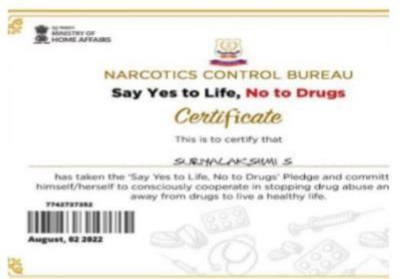 MINISTRY OF
HOME AFFAIRS
NARCOTICS CONTROL BUREAU
Say Yes to Life, No to Drugs
Certificate
This is to certify that
SURIYALAKSHMI S
has taken the 'Say Yes to Life, No to Drugs' Pledge and committ
himself/herself to consciously cooperate in stopping drug abuse an
away from drugs to live a healthy life.
August, 02 2022